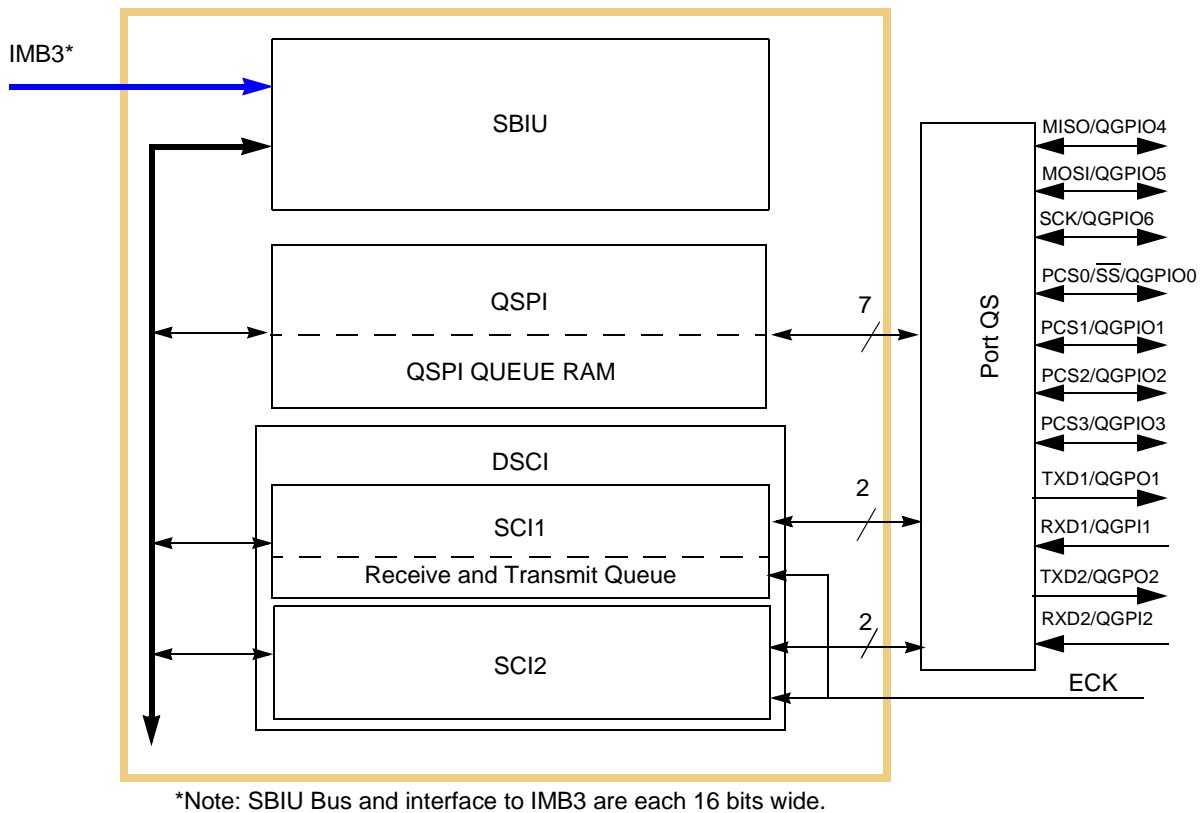 IMB3*
SBIU
QSPI
QSPI QUEUE RAM
7
DSCI
SCI1
Receive and Transmit Queue
2
SCI2
2
Port QS
MISO/QGPIO4
MOSI/QGPIO5
SCK/QGPIO6
PCS0/S̅S̅/QGPIO0
PCS1/QGPIO1
PCS2/QGPIO2
PCS3/QGPIO3
TXD1/QGPO1
RXD1/QGPI1
TXD2/QGPO2
RXD2/QGPI2
ECK
*Note: SBIU Bus and interface to IMB3 are each 16 bits wide.